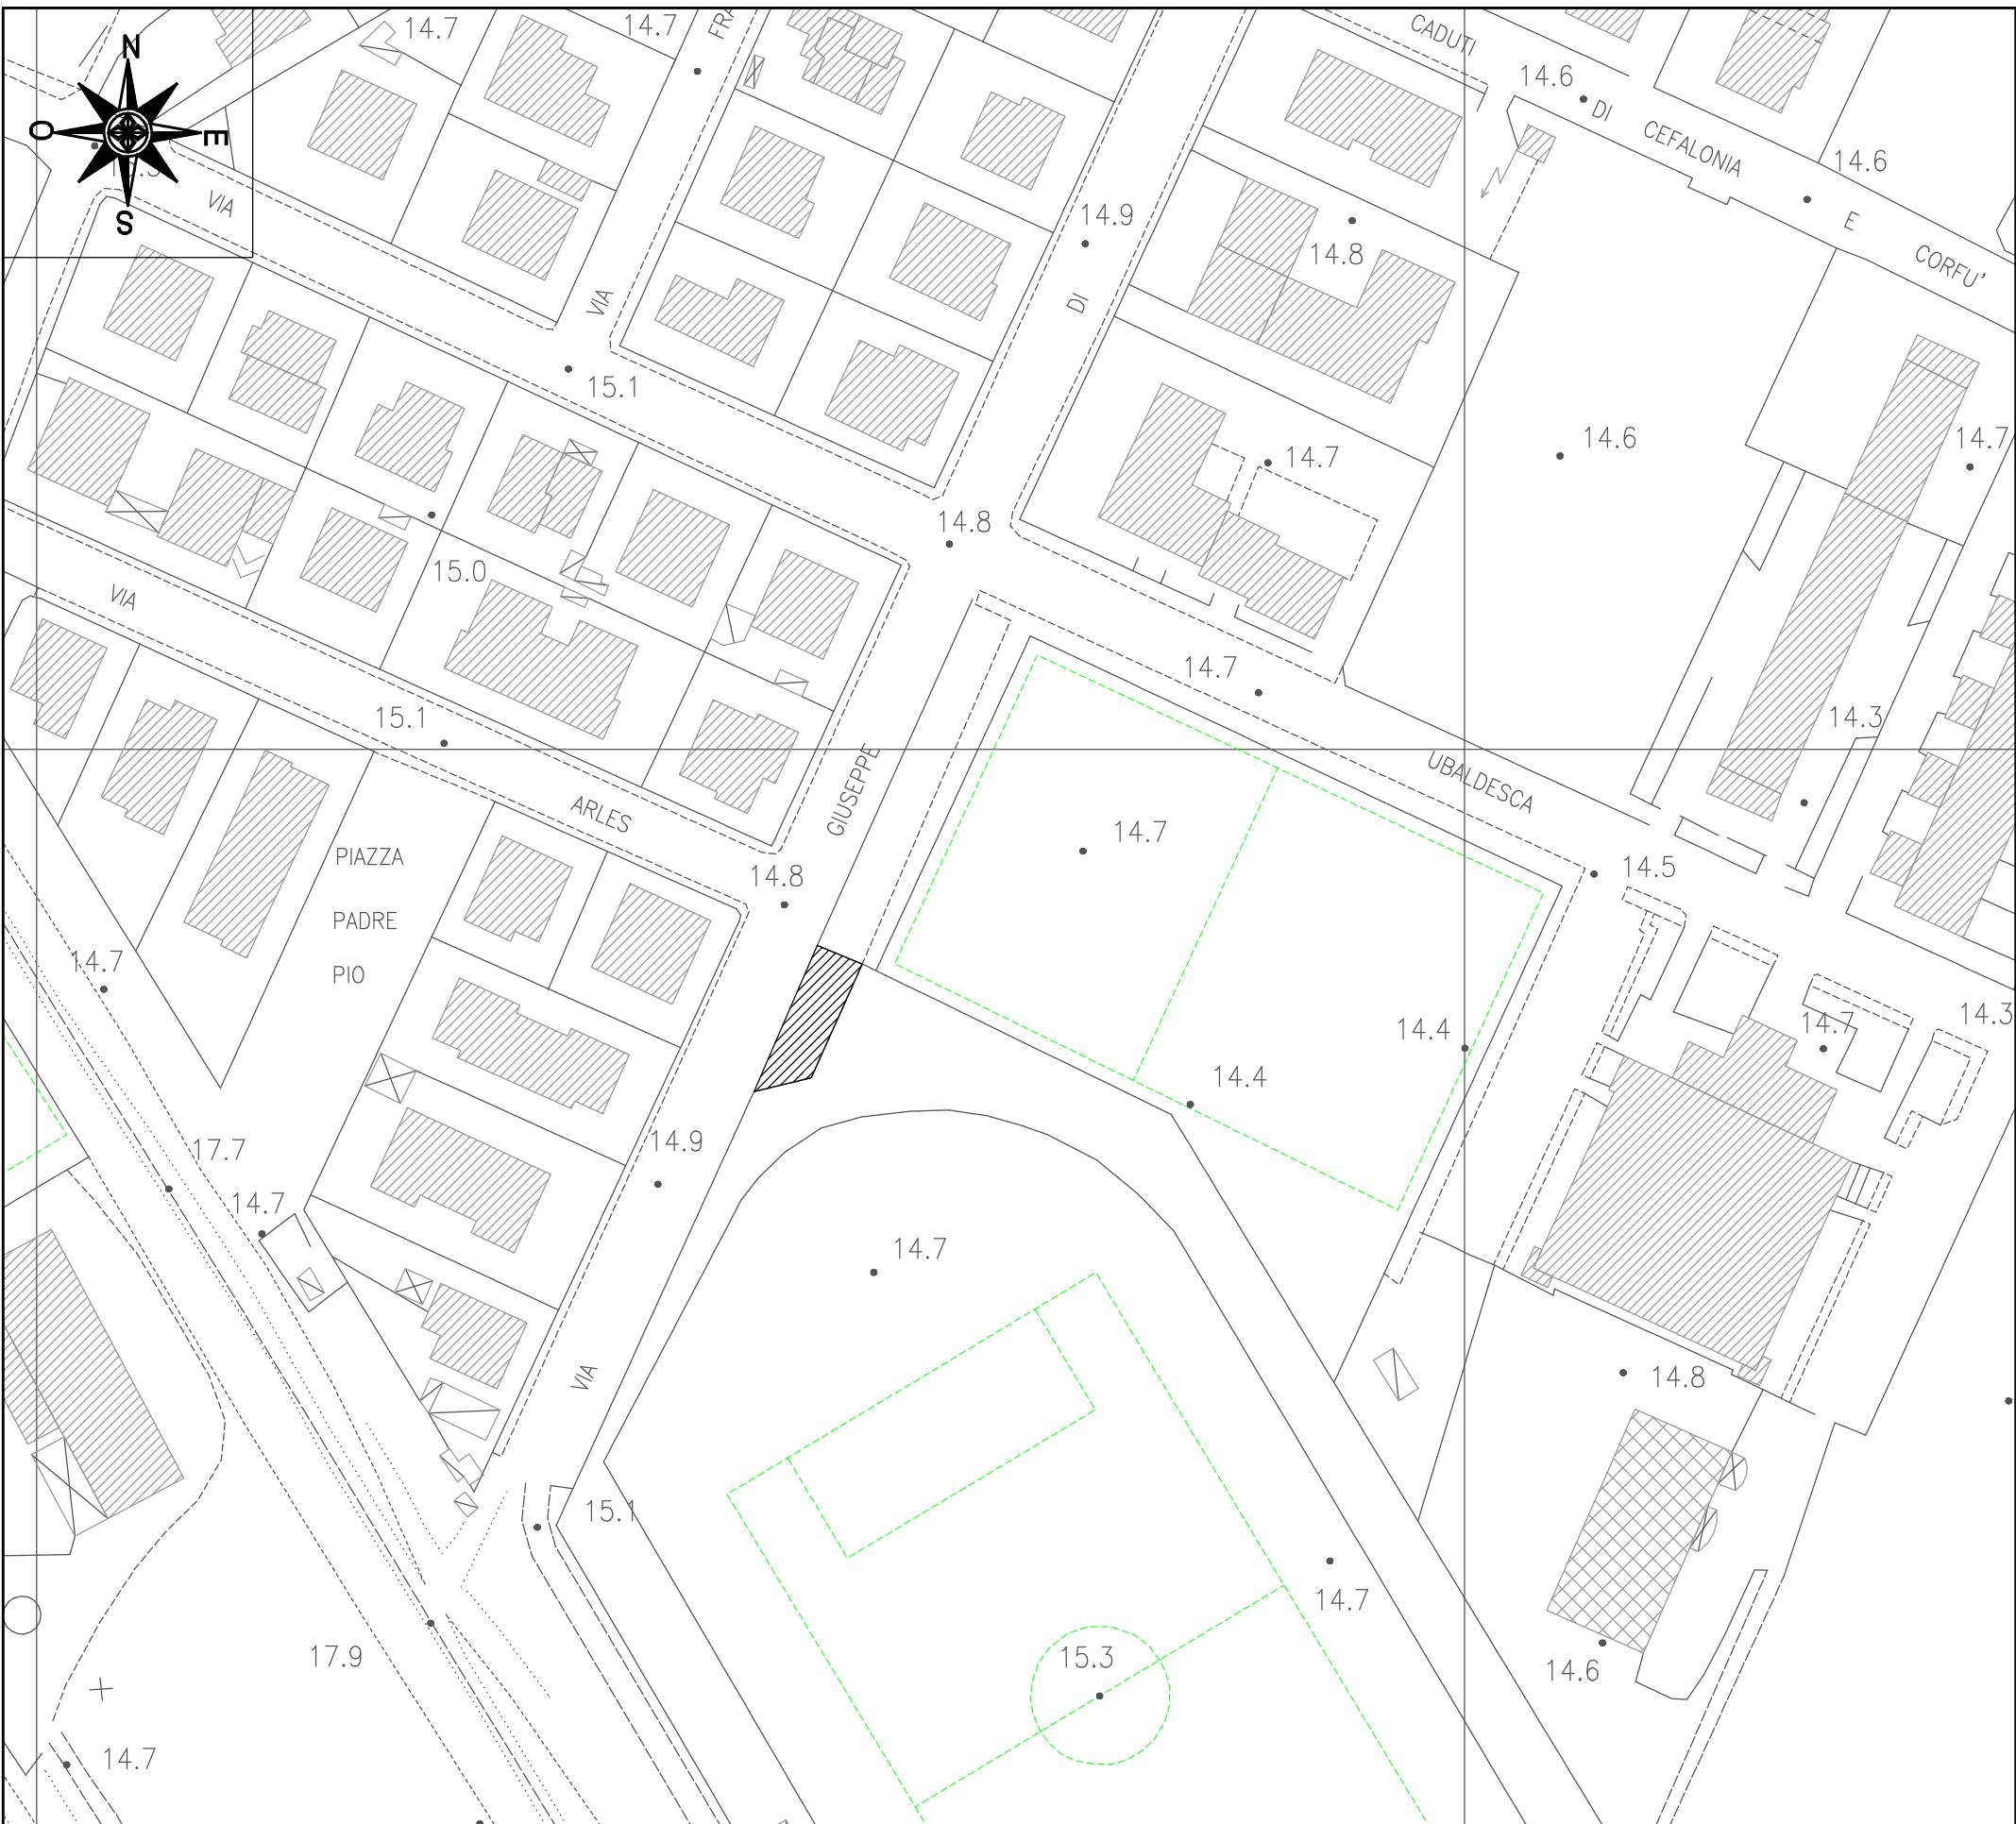 14.7
14.7
CADUTI
14.6
DI
CEFALONIA
14.6
E
CORFU'
N
O
E
S
VIA
VIA
14.9
DI
14.8
15.1
14.6
14.7
14.7
14.8
15.0
VIA
15.1
14.7
14.3
UBALDESCA
GIUSEPPE
ARLES
PIAZZA
PADRE
PIO
14.7
14.8
14.5
14.7
14.4
14.4
14.7
14.3
17.7
14.7
14.9
14.7
VIA
14.8
15.1
14.7
15.3
14.6
17.9
14.7